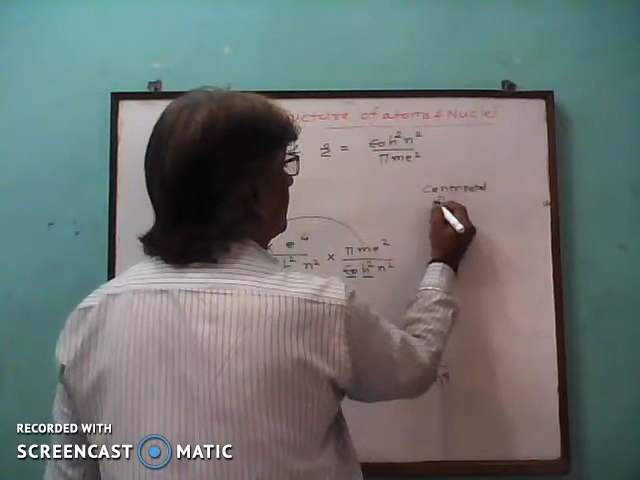 ucture of atoms & Nuclei
r = ε₀h²n² / πme²
Centripetal
e⁴ / h²n² × πme² / ε₀h²n²
RECORDED WITH
SCREENCAST MATIC